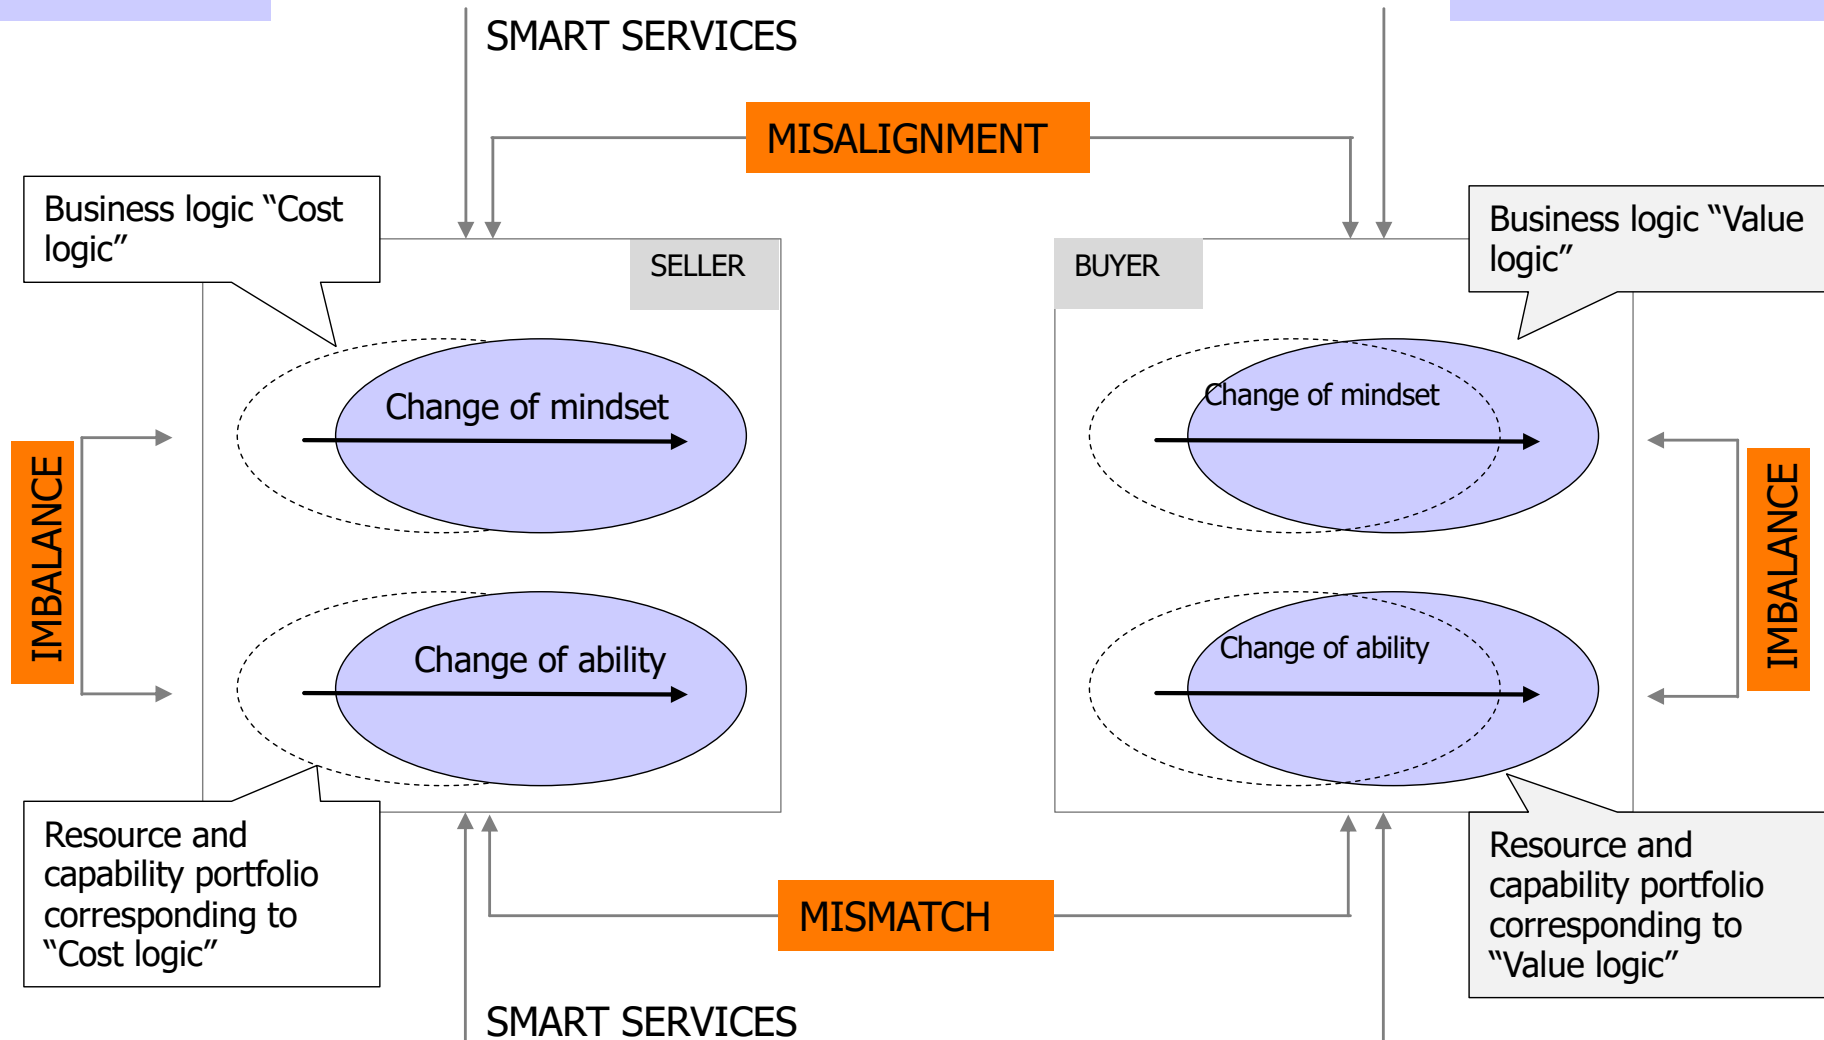 SMART SERVICES
MISALIGNMENT
Business logic “Cost
logic”
Business logic “Value
logic”
SELLER
BUYER
Change of mindset
Change of mindset
IMBALANCE
IMBALANCE
Change of ability
Change of ability
Resource and
capability portfolio
corresponding to
“Cost logic”
Resource and
capability portfolio
corresponding to
“Value logic”
MISMATCH
SMART SERVICES